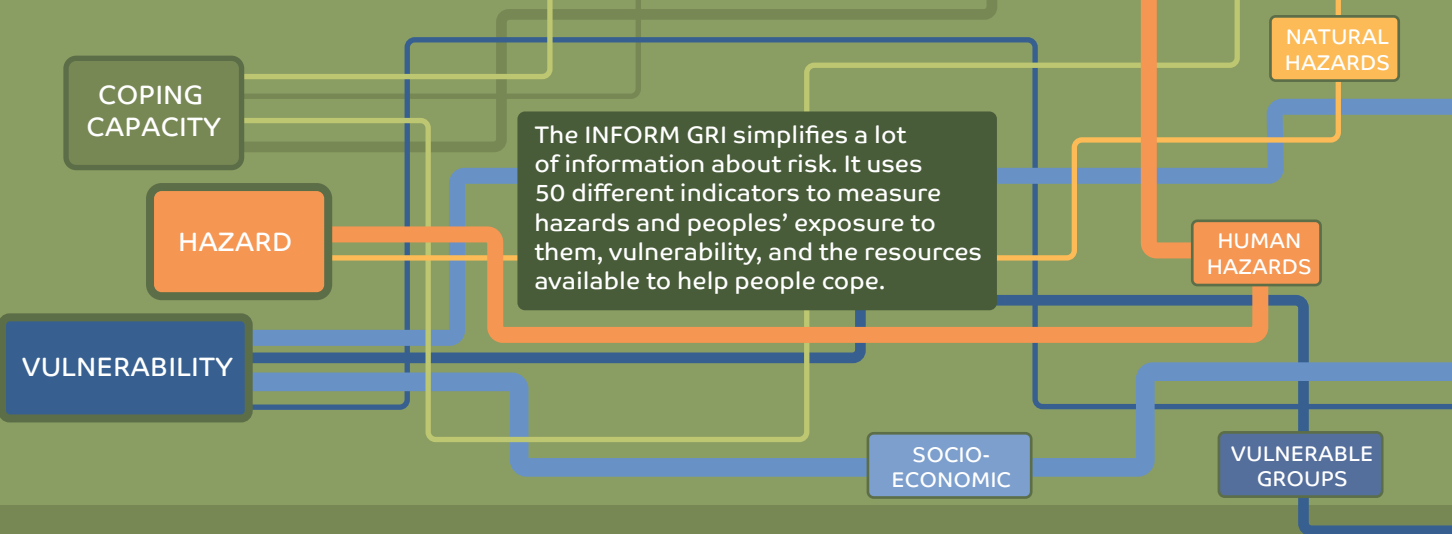 NATURAL
HAZARDS
COPING
CAPACITY
The INFORM GRI simplifies a lot
of information about risk. It uses
50 different indicators to measure
hazards and peoples’ exposure to
them, vulnerability, and the resources
available to help people cope.
HAZARD
HUMAN
HAZARDS
VULNERABILITY
SOCIO-
ECONOMIC
VULNERABLE
GROUPS